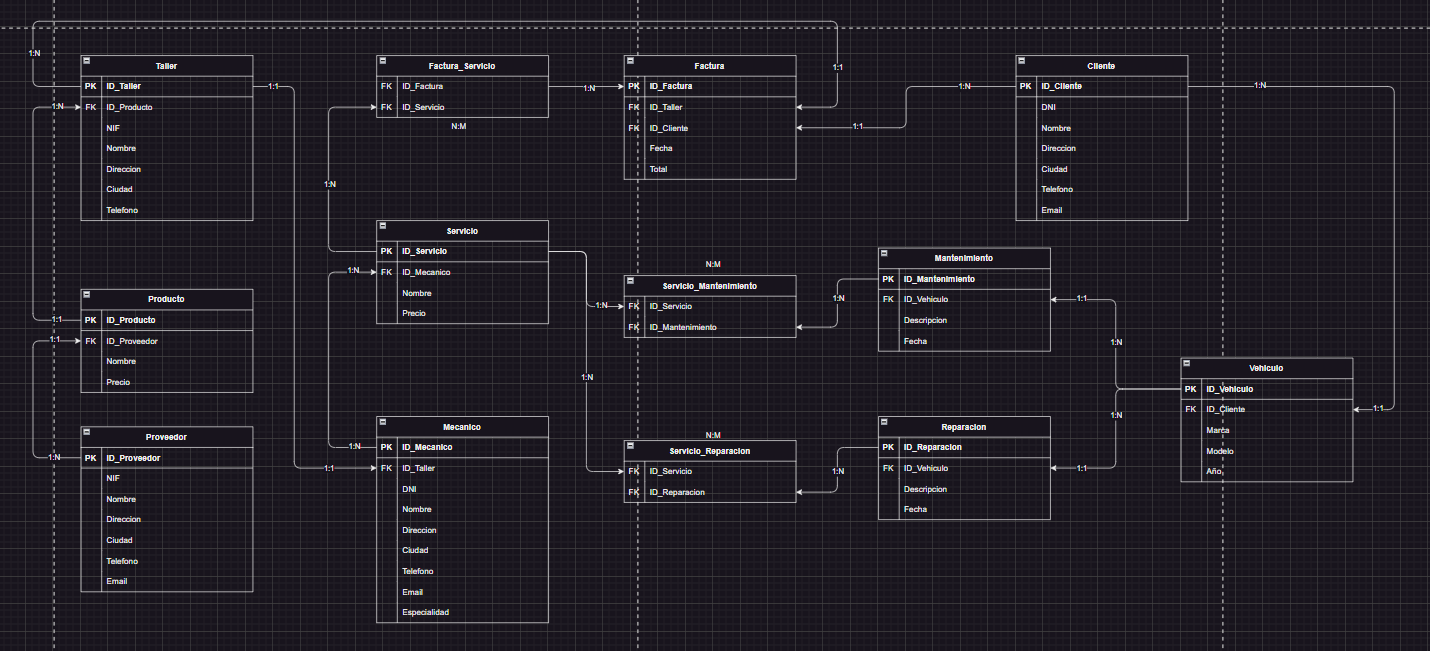 1:N
1:1
Taller
PK ID_Taller
FK ID_Producto
NIF
Nombre
Direccion
Ciudad
Telefono
1:N
1:1
Factura_Servicio
FK ID_Factura
FK ID_Servicio
N:M
1:N
1:N
Factura
PK ID_Factura
FK ID_Taller
FK ID_Cliente
Fecha
Total
1:N
1:1
Cliente
PK ID_Cliente
DNI
Nombre
Direccion
Ciudad
Telefono
Email
1:N
1:1
Servicio
PK ID_Servicio
FK ID_Mecanico
Nombre
Precio
1:N
1:N
1:N
N:M
Servicio_Mantenimiento
FK ID_Servicio
FK ID_Mantenimiento
1:N
Mantenimiento
PK ID_Mantenimiento
FK ID_Vehiculo
Descripcion
Fecha
1:1
1:N
Producto
PK ID_Producto
FK ID_Proveedor
Nombre
Precio
1:1
1:1
Vehiculo
PK ID_Vehiculo
FK ID_Cliente
Marca
Modelo
Año
1:N
Proveedor
PK ID_Proveedor
NIF
Nombre
Direccion
Ciudad
Telefono
Email
1:N
Mecanico
PK ID_Mecanico
FK ID_Taller
DNI
Nombre
Direccion
Ciudad
Telefono
Email
Especialidad
1:N
1:1
N:M
Servicio_Reparacion
FK ID_Servicio
FK ID_Reparacion
1:N
Reparacion
PK ID_Reparacion
FK ID_Vehiculo
Descripcion
Fecha
1:1